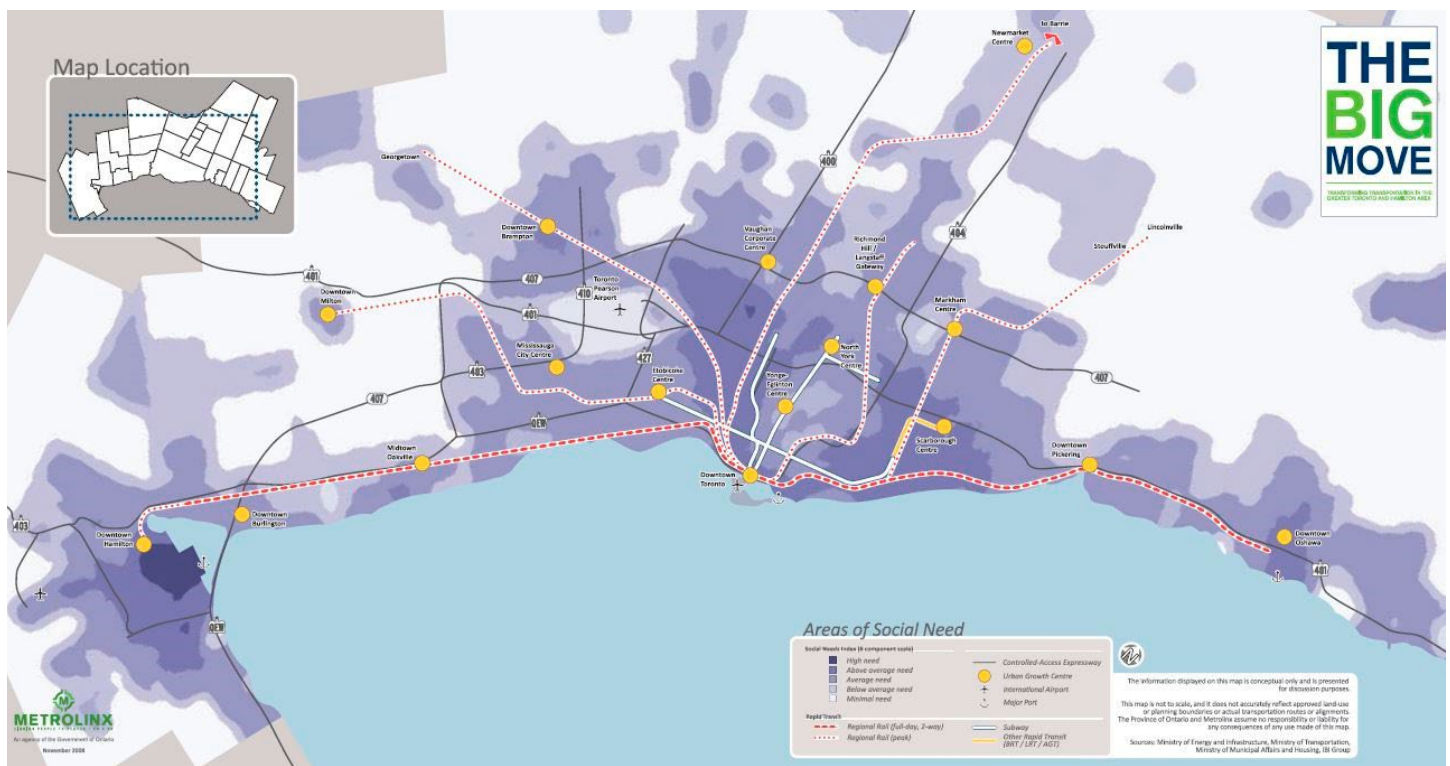 Map Location
THE
BIG
MOVE
TRANSFORMING TRANSPORTATION IN THE
GREATER TORONTO AND HAMILTON AREA
to Barrie
Newmarket
Centre
Georgetown
400
Lincolnville
Stouffville
404
Downtown
Brampton
Vaughan
Corporate
Centre
Richmond
Hill /
Langstaff
Gateway
401
407
410
Toronto
Pearson
Airport
Downtown
Milton
401
Markham
Centre
Mississauga
City Centre
427
North
York
Centre
403
Etobicoke
Centre
Yonge-
Eglinton
Centre
407
407
QEW
Scarborough
Centre
Midtown
Oakville
Downtown
Pickering
Downtown
Toronto
403
Downtown
Burlington
Downtown
Hamilton
Downtown
Oshawa
401
QEW
Areas of Social Need
Social Needs Index (6 component scale)
High need
Above average need
Average need
Below average need
Minimal need
Rapid Transit
Regional Rail (full-day, 2-way)
Regional Rail (peak)
Controlled-Access Expressway
Urban Growth Centre
International Airport
Major Port
Subway
Other Rapid Transit
(BRT / LRT / AGT)
The information displayed on this map is conceptual only and is presented
for discussion purposes.
This map is not to scale, and it does not accurately reflect approved land-use
or planning boundaries or actual transportation routes or alignments.
The Province of Ontario and Metrolinx assume no responsibility or liability for
any consequences of any use made of this map.
Sources: Ministry of Energy and Infrastructure, Ministry of Transportation,
Ministry of Municipal Affairs and Housing, IBI Group
METROLINX
An agency of the Government of Ontario
November 2008